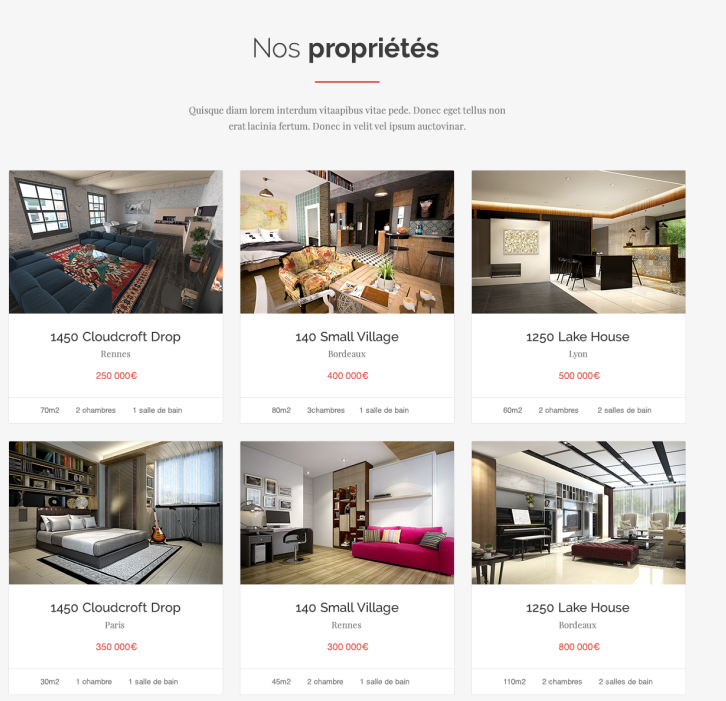 Nos propriétés
Quisque diam lorem interdum vitaapibus vitae pede. Donec eget tellus non
erat lacinia fertum. Donec in velit vel ipsum auctovinar.
1450 Cloudcroft Drop
Rennes
250 000€
70m2 2 chambres 1 salle de bain
140 Small Village
Bordeaux
400 000€
80m2 3chambres 1 salle de bain
1250 Lake House
Lyon
500 000€
60m2 2 chambres 2 salles de bain
1450 Cloudcroft Drop
Paris
350 000€
30m2 1 chambre 1 salle de bain
140 Small Village
Rennes
300 000€
45m2 2 chambre 1 salle de bain
1250 Lake House
Bordeaux
800 000€
110m2 2 chambres 2 salles de bain